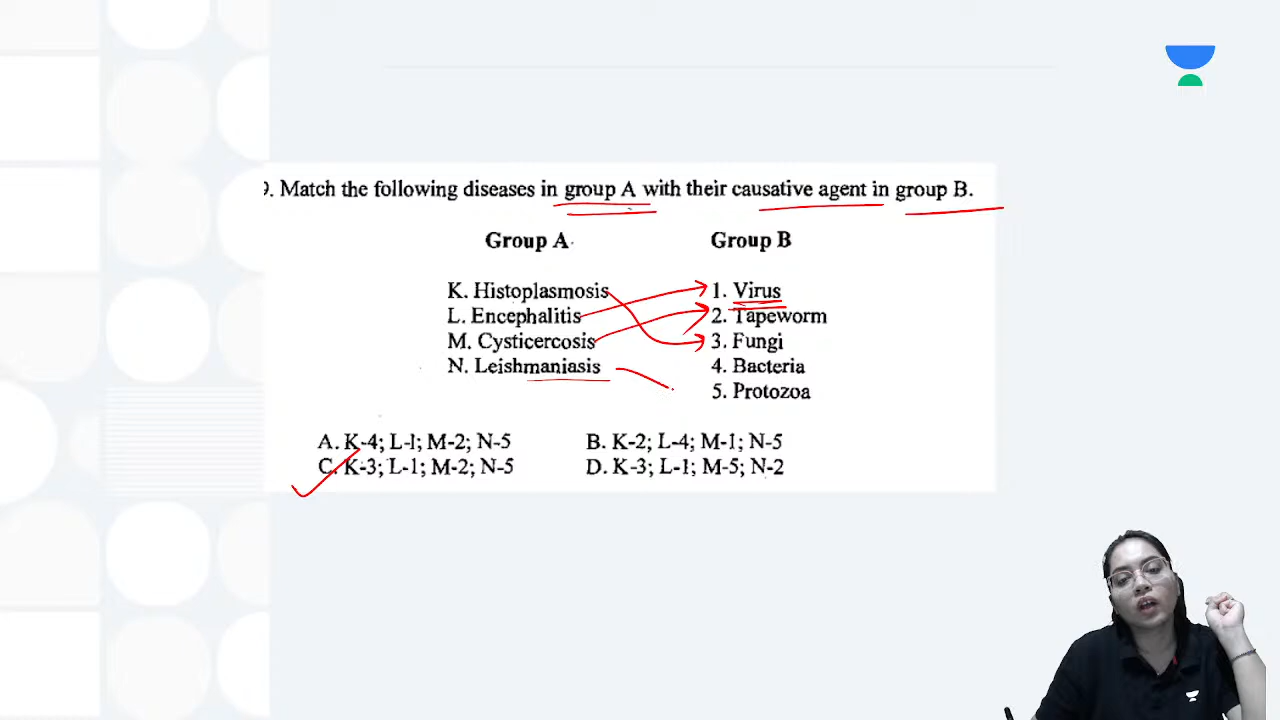 9. Match the following diseases in group A with their causative agent in group B.
Group A Group B
K. Histoplasmosis 1. Virus
L. Encephalitis 2. Tapeworm
M. Cysticercosis 3. Fungi
N. Leishmaniasis 4. Bacteria
5. Protozoa
A. K-4; L-1; M-2; N-5 B. K-2; L-4; M-1; N-5
C. K-3; L-1; M-2; N-5 D. K-3; L-1; M-5; N-2